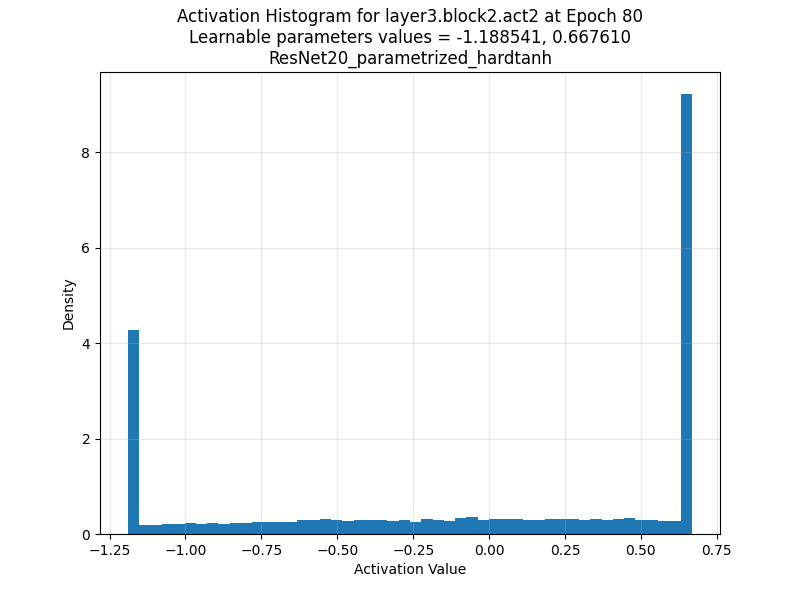 Activation Histogram for layer3.block2.act2 at Epoch 80
Learnable parameters values = -1.188541, 0.667610
ResNet20_parametrized_hardtanh
Density
8
6
4
2
0
−1.25 −1.00 −0.75 −0.50 −0.25 0.00 0.25 0.50 0.75
Activation Value